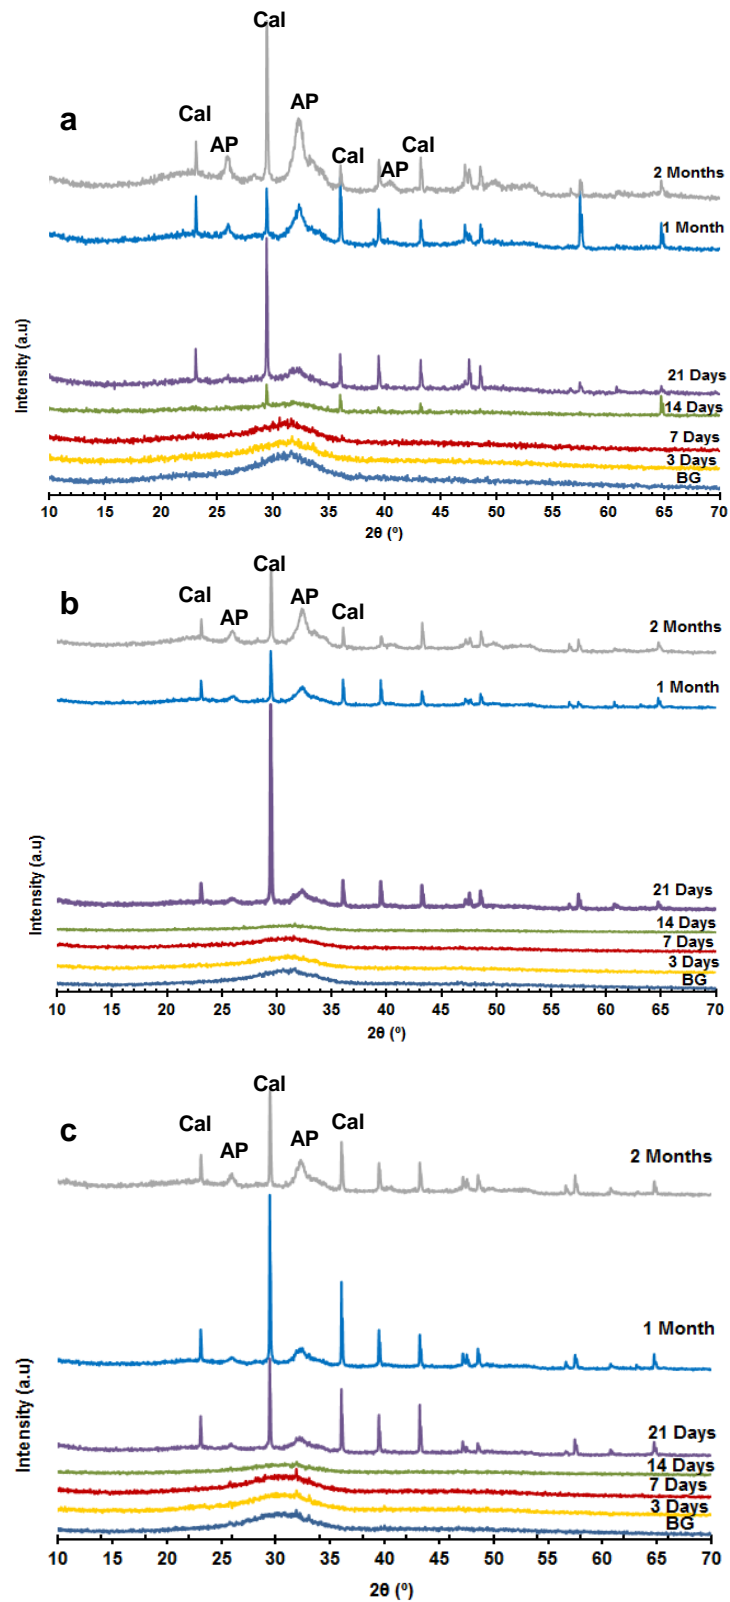 Cal
a
Cal
AP
AP
Cal
AP
Cal
2 Months
1 Month
21 Days
14 Days
7 Days
3 Days
BG
Intensity (a.u)
10 15 20 25 30 35 40 45 50 55 60 65 70
2θ (º)
Cal
b
Cal
AP
AP
Cal
2 Months
1 Month
21 Days
14 Days
7 Days
3 Days
BG
Intensity (a.u)
10 15 20 25 30 35 40 45 50 55 60 65 70
2θ (º)
Cal
c
Cal
AP
AP
Cal
2 Months
1 Month
21 Days
14 Days
7 Days
3 Days
BG
Intensity (a.u)
10 15 20 25 30 35 40 45 50 55 60 65 70
2θ (º)